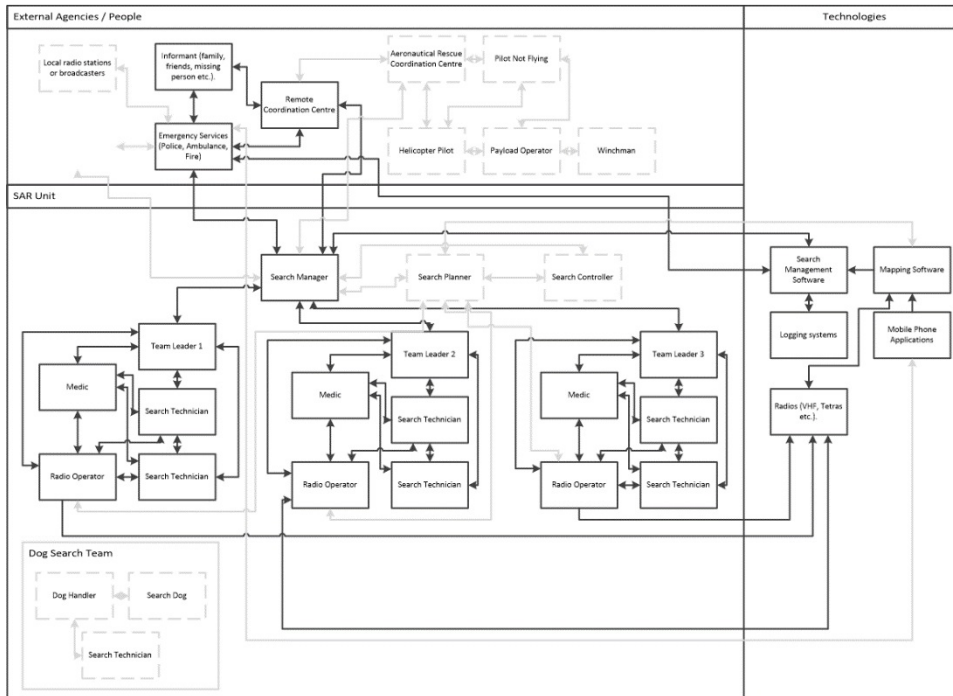 External Agencies / People
Technologies
Local radio stations
or broadcasters
Informant (family,
friends, missing
person etc.).
Remote
Coordination Centre
Aeronautical Rescue
Coordination Centre
Pilot Not Flying
Emergency Services
(Police, Ambulance,
Fire)
Helicopter Pilot
Payload Operator
Winchman
SAR Unit
Search Manager
Search Planner
Search Controller
Search
Management
Software
Mapping Software
Logging systems
Mobile Phone
Applications
Team Leader 1
Medic
Search Technician
Radio Operator
Search Technician
Team Leader 2
Medic
Search Technician
Radio Operator
Search Technician
Team Leader 3
Medic
Search Technician
Radio Operator
Search Technician
Radios (VHF, Tetras
etc.).
Dog Search Team
Dog Handler
Search Dog
Search Technician